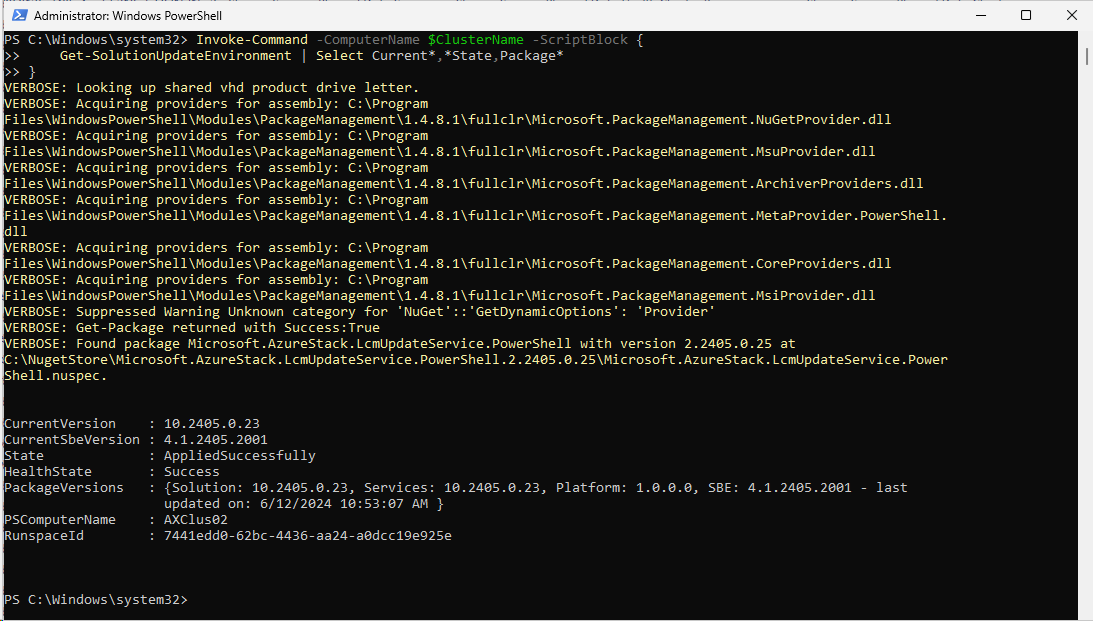 Administrator: Windows PowerShell
PS C:\Windows\system32> Invoke-Command -ComputerName $ClusterName -ScriptBlock {
>>     Get-SolutionUpdateEnvironment | Select Current*,*State,Package*
>> }
VERBOSE: Looking up shared vhd product drive letter.
VERBOSE: Acquiring providers for assembly: C:\Program
Files\WindowsPowerShell\Modules\PackageManagement\1.4.8.1\fullclr\Microsoft.PackageManagement.NuGetProvider.dll
VERBOSE: Acquiring providers for assembly: C:\Program
Files\WindowsPowerShell\Modules\PackageManagement\1.4.8.1\fullclr\Microsoft.PackageManagement.MsuProvider.dll
VERBOSE: Acquiring providers for assembly: C:\Program
Files\WindowsPowerShell\Modules\PackageManagement\1.4.8.1\fullclr\Microsoft.PackageManagement.ArchiverProviders.dll
VERBOSE: Acquiring providers for assembly: C:\Program
Files\WindowsPowerShell\Modules\PackageManagement\1.4.8.1\fullclr\Microsoft.PackageManagement.MetaProvider.PowerShell.
dll
VERBOSE: Acquiring providers for assembly: C:\Program
Files\WindowsPowerShell\Modules\PackageManagement\1.4.8.1\fullclr\Microsoft.PackageManagement.CoreProviders.dll
VERBOSE: Acquiring providers for assembly: C:\Program
Files\WindowsPowerShell\Modules\PackageManagement\1.4.8.1\fullclr\Microsoft.PackageManagement.MsiProvider.dll
VERBOSE: Suppressed Warning Unknown category for 'NuGet'::'GetDynamicOptions': 'Provider'
VERBOSE: Get-Package returned with Success:True
VERBOSE: Found package Microsoft.AzureStack.LcmUpdateService.PowerShell with version 2.2405.0.25 at
C:\NugetStore\Microsoft.AzureStack.LcmUpdateService.PowerShell.2.2405.0.25\Microsoft.AzureStack.LcmUpdateService.Power
Shell.nuspec.
CurrentVersion    : 10.2405.0.23
CurrentSbeVersion : 4.1.2405.2001
State             : AppliedSuccessfully
HealthState       : Success
PackageVersions   : {Solution: 10.2405.0.23, Services: 10.2405.0.23, Platform: 1.0.0.0, SBE: 4.1.2405.2001 - last
updated on: 6/12/2024 10:53:07 AM }
PSComputerName    : AXClus02
RunspaceId        : 7441edd0-62bc-4436-aa24-a0dcc19e925e
PS C:\Windows\system32>